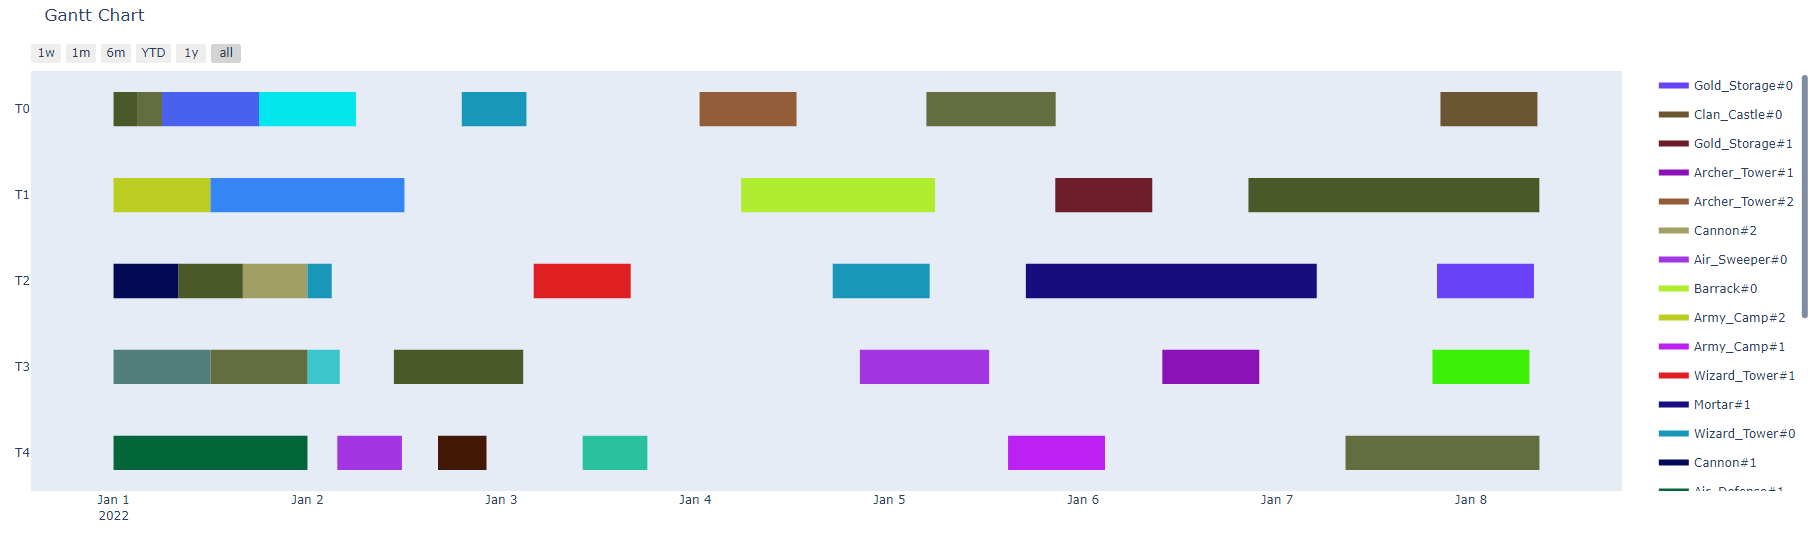 Gantt Chart
1w 1m 6m YTD 1y all
T0
T1
T2
T3
T4
Jan 1 Jan 2 Jan 3 Jan 4 Jan 5 Jan 6 Jan 7 Jan 8
2022
Gold_Storage#0
Clan_Castle#0
Gold_Storage#1
Archer_Tower#1
Archer_Tower#2
Cannon#2
Air_Sweeper#0
Barrack#0
Army_Camp#2
Army_Camp#1
Wizard_Tower#1
Mortar#1
Wizard_Tower#0
Cannon#1
Air_Defense#1